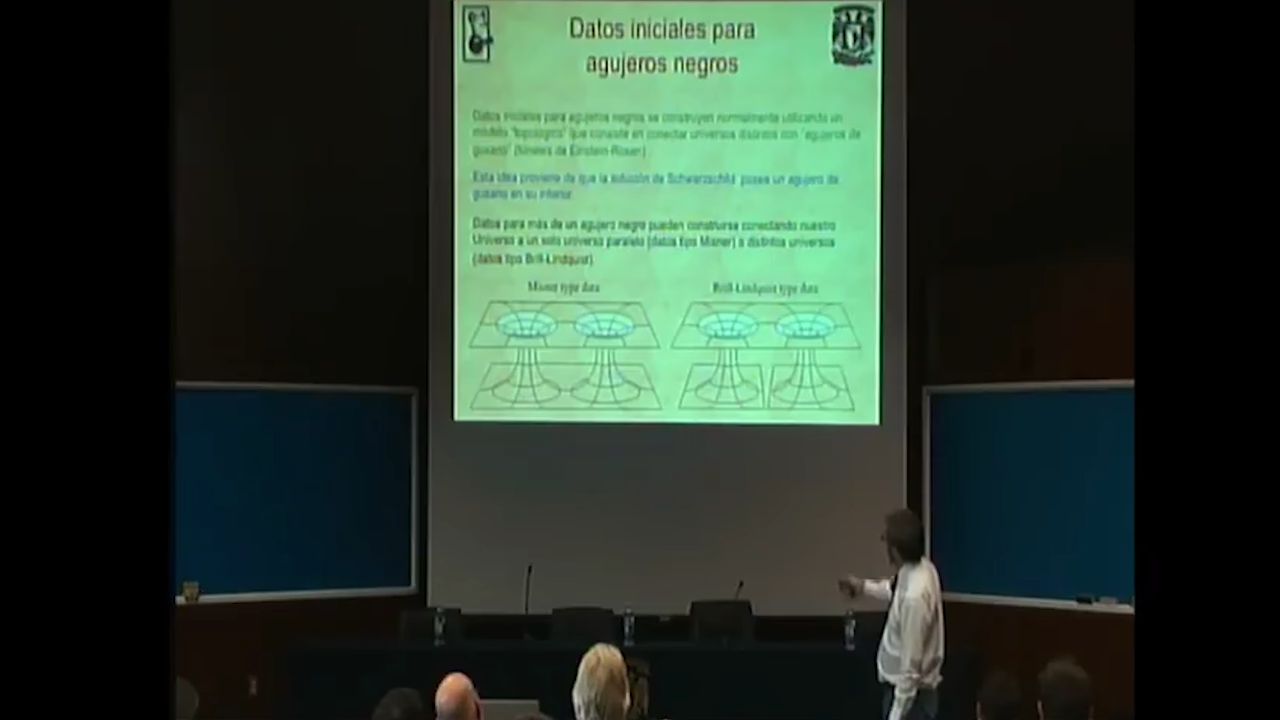 Datos iniciales para
agujeros negros
Datos iniciales para agujeros negros se construyen normalmente utilizando un
modelo "topológico" que consiste en conectar universos distintos con "agujeros de
gusano" (túneles de Einstein-Rosen).
Esta idea proviene de que la solución de Schwarzschild posee un agujero de
gusano en su interior.
Datos para más de un agujero negro pueden construirse conectando nuestro
Universo a un solo universo paralelo (datos tipo Misner) o distintos universos
(datos tipo Brill-Lindquist).
Misner type data
Brill-Lindquist type data